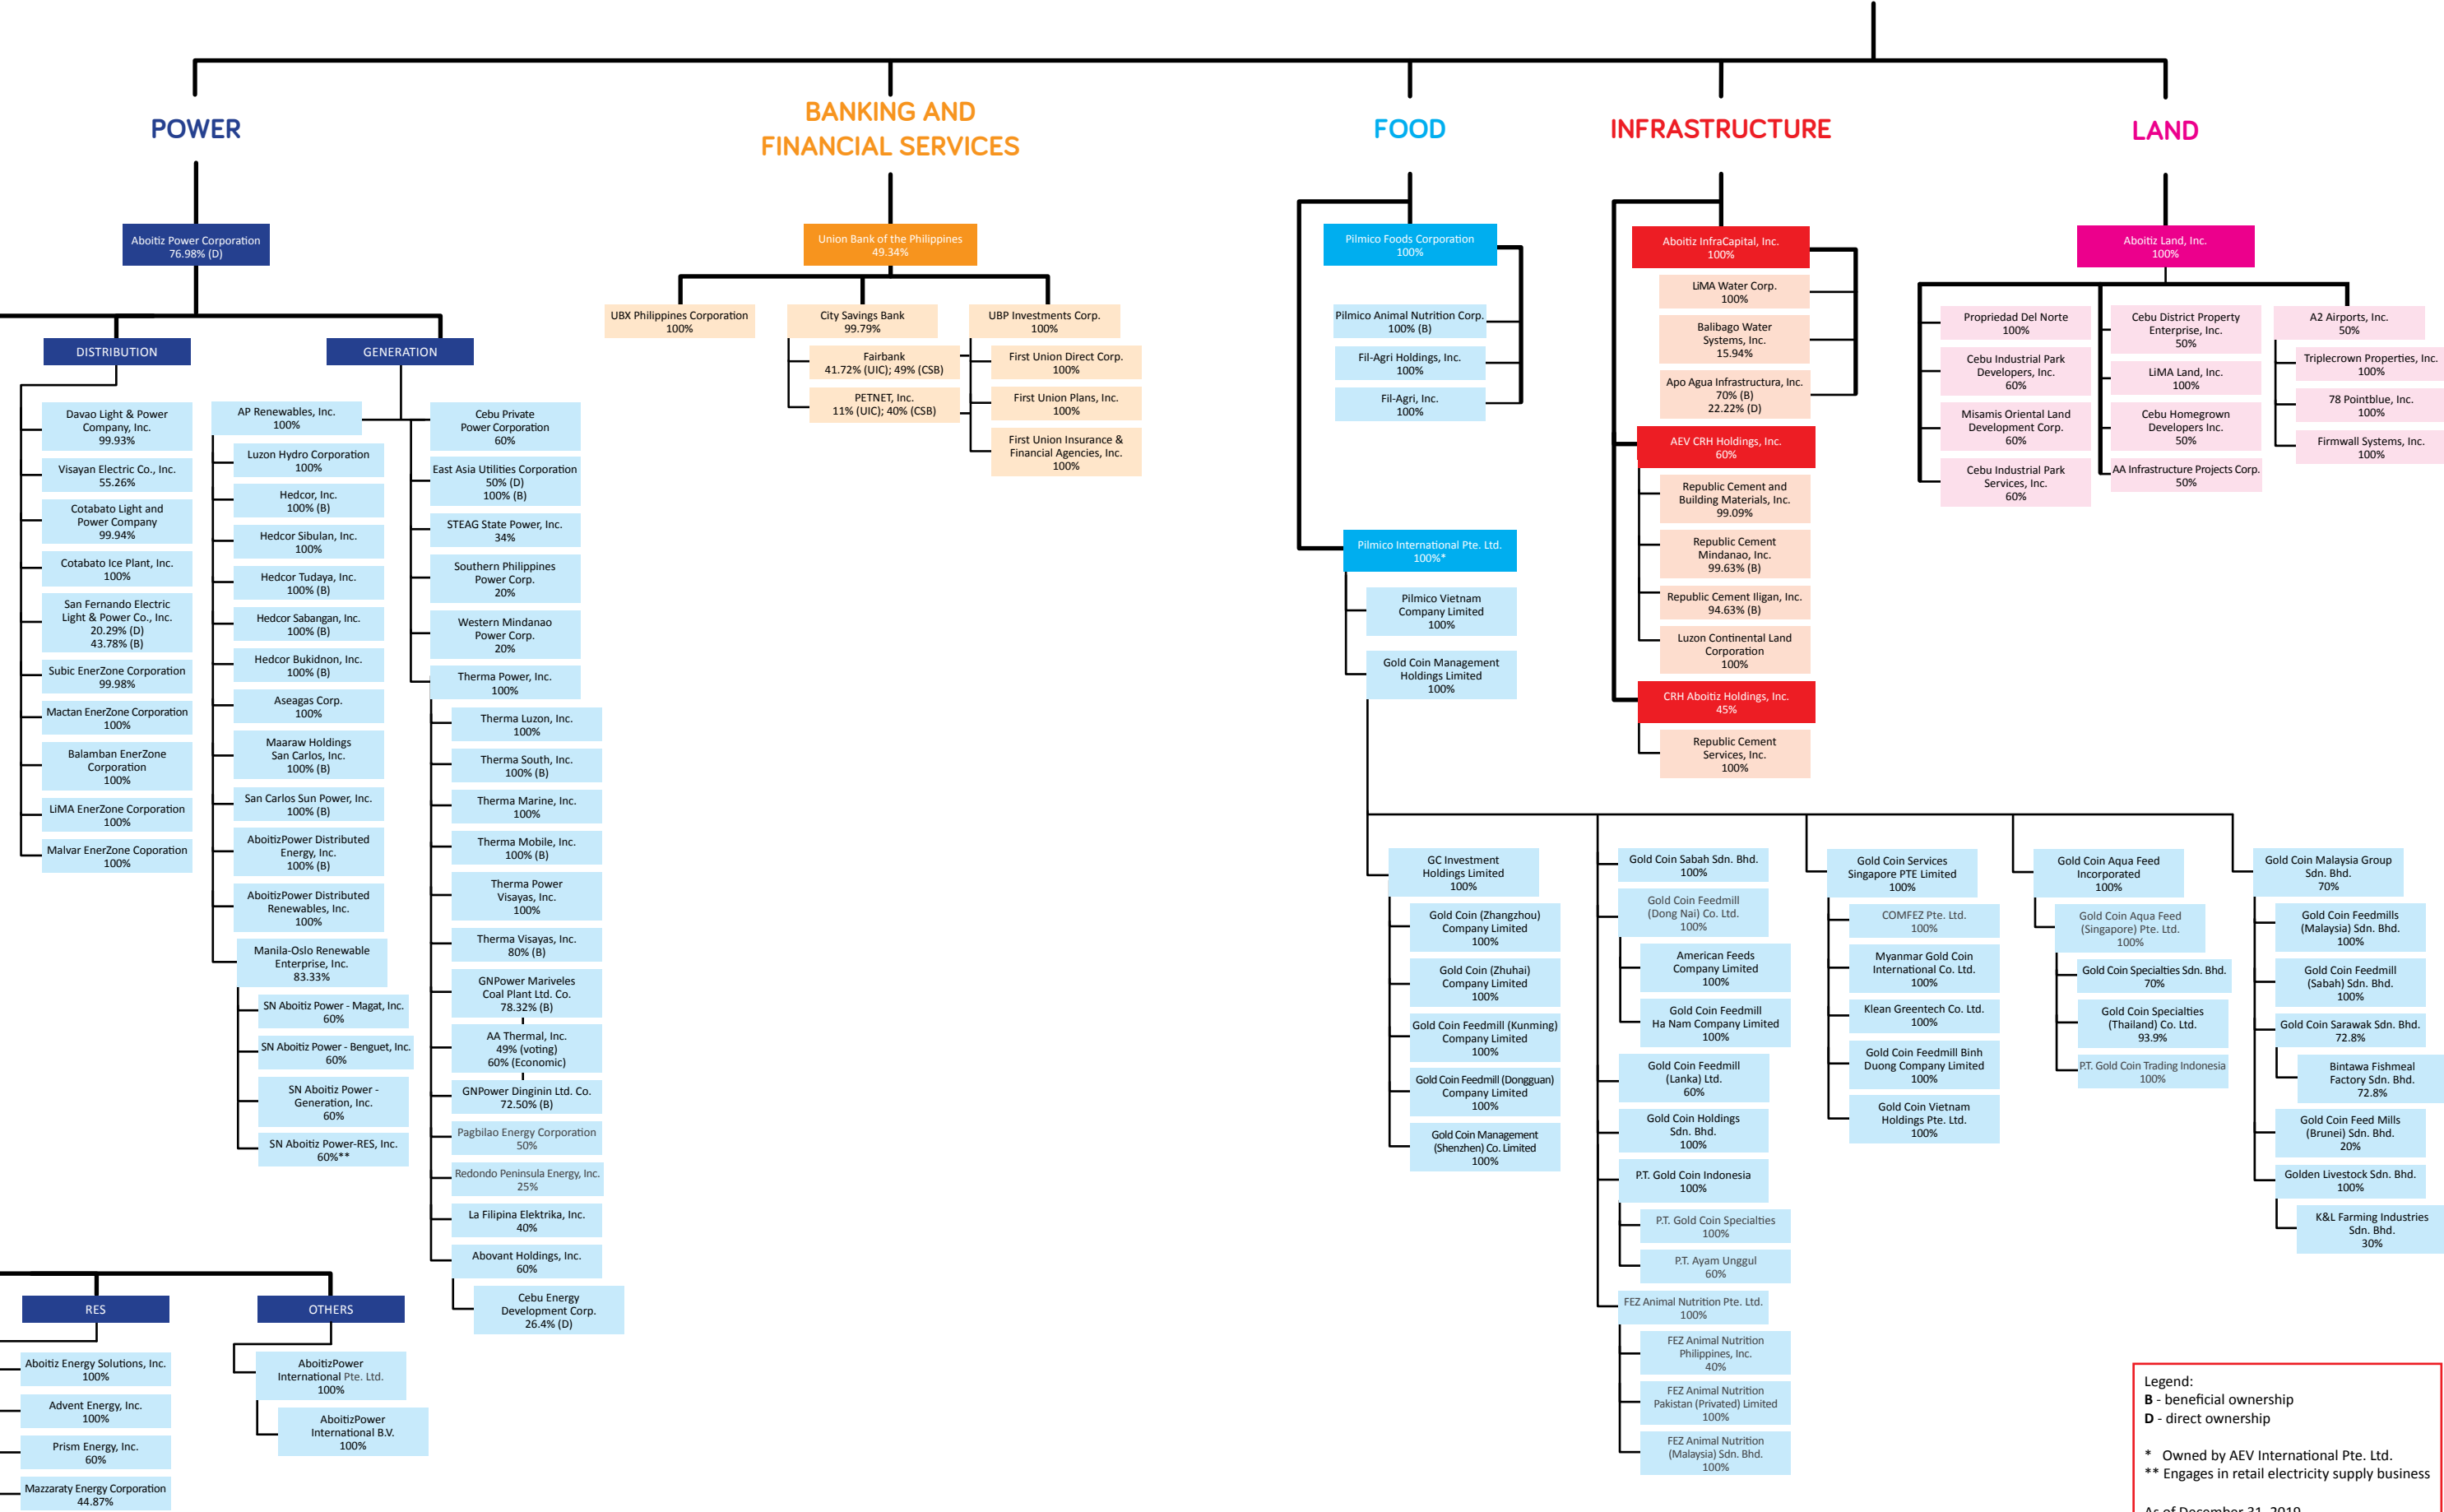 POWER
BANKING AND
FINANCIAL SERVICES
FOOD
INFRASTRUCTURE
LAND
Aboitiz Power Corporation
76.98% (D)
DISTRIBUTION
Davao Light & Power
Company, Inc.
99.93%
Visayan Electric Co., Inc.
55.26%
Cotabato Light and
Power Company
99.94%
Cotabato Ice Plant, Inc.
100%
San Fernando Electric
Light & Power Co., Inc.
20.29% (D)
43.78% (B)
Subic EnerZone Corporation
99.98%
Mactan EnerZone Corporation
100%
Balamban EnerZone
Corporation
100%
LiMA EnerZone Corporation
100%
Malvar EnerZone Coporation
100%
GENERATION
AP Renewables, Inc.
100%
Luzon Hydro Corporation
100%
Hedcor, Inc.
100% (B)
Hedcor Sibulan, Inc.
100%
Hedcor Tudaya, Inc.
100% (B)
Hedcor Sabangan, Inc.
100% (B)
Hedcor Bukidnon, Inc.
100% (B)
Aseagas Corp.
100%
Maaraw Holdings
San Carlos, Inc.
100% (B)
San Carlos Sun Power, Inc.
100% (B)
AboitizPower Distributed
Energy, Inc.
100% (B)
AboitizPower Distributed
Renewables, Inc.
100%
Manila-Oslo Renewable
Enterprise, Inc.
83.33%
SN Aboitiz Power - Magat, Inc.
60%
SN Aboitiz Power - Benguet, Inc.
60%
SN Aboitiz Power -
Generation, Inc.
60%
SN Aboitiz Power-RES, Inc.
60%**
Cebu Private
Power Corporation
60%
East Asia Utilities Corporation
50% (D)
100% (B)
STEAG State Power, Inc.
34%
Southern Philippines
Power Corp.
20%
Western Mindanao
Power Corp.
20%
Therma Power, Inc.
100%
Therma Luzon, Inc.
100%
Therma South, Inc.
100% (B)
Therma Marine, Inc.
100%
Therma Mobile, Inc.
100% (B)
Therma Power
Visayas, Inc.
100%
Therma Visayas, Inc.
80% (B)
GNPower Mariveles
Coal Plant Ltd. Co.
78.32% (B)
AA Thermal, Inc.
49% (voting)
60% (Economic)
GNPower Dinginin Ltd. Co.
72.50% (B)
Pagbilao Energy Corporation
50%
Redondo Peninsula Energy, Inc.
25%
La Filipina Elektrika, Inc.
40%
Abovant Holdings, Inc.
60%
Cebu Energy
Development Corp.
26.4% (D)
RES
Aboitiz Energy Solutions, Inc.
100%
Advent Energy, Inc.
100%
Prism Energy, Inc.
60%
Mazzaraty Energy Corporation
44.87%
OTHERS
AboitizPower
International Pte. Ltd.
100%
AboitizPower
International B.V.
100%
Union Bank of the Philippines
49.34%
UBX Philippines Corporation
100%
City Savings Bank
99.79%
Fairbank
41.72% (UIC); 49% (CSB)
PETNET, Inc.
11% (UIC); 40% (CSB)
UBP Investments Corp.
100%
First Union Direct Corp.
100%
First Union Plans, Inc.
100%
First Union Insurance &
Financial Agencies, Inc.
100%
Pilmico Foods Corporation
100%
Pilmico Animal Nutrition Corp.
100% (B)
Fil-Agri Holdings, Inc.
100%
Fil-Agri, Inc.
100%
Pilmico International Pte. Ltd.
100%*
Pilmico Vietnam
Company Limited
100%
Gold Coin Management
Holdings Limited
100%
GC Investment
Holdings Limited
100%
Gold Coin (Zhangzhou)
Company Limited
100%
Gold Coin (Zhuhai)
Company Limited
100%
Gold Coin Feedmill (Kunming)
Company Limited
100%
Gold Coin Feedmill (Dongguan)
Company Limited
100%
Gold Coin Management
(Shenzhen) Co. Limited
100%
Gold Coin Sabah Sdn. Bhd.
100%
Gold Coin Feedmill
(Dong Nai) Co. Ltd.
100%
American Feeds
Company Limited
100%
Gold Coin Feedmill
Ha Nam Company Limited
100%
Gold Coin Feedmill
(Lanka) Ltd.
60%
Gold Coin Holdings
Sdn. Bhd.
100%
P.T. Gold Coin Indonesia
100%
P.T. Gold Coin Specialties
100%
P.T. Ayam Unggul
60%
FEZ Animal Nutrition Pte. Ltd.
100%
FEZ Animal Nutrition
Philippines, Inc.
40%
FEZ Animal Nutrition
Pakistan (Privated) Limited
100%
FEZ Animal Nutrition
(Malaysia) Sdn. Bhd.
100%
Gold Coin Services
Singapore PTE Limited
100%
COMFEZ Pte. Ltd.
100%
Myanmar Gold Coin
International Co. Ltd.
100%
Klean Greentech Co. Ltd.
100%
Gold Coin Feedmill Binh
Duong Company Limited
100%
Gold Coin Vietnam
Holdings Pte. Ltd.
100%
Gold Coin Aqua Feed
Incorporated
100%
Gold Coin Aqua Feed
(Singapore) Pte. Ltd.
100%
Gold Coin Specialties Sdn. Bhd.
70%
Gold Coin Specialties
(Thailand) Co. Ltd.
93.9%
P.T. Gold Coin Trading Indonesia
100%
Gold Coin Malaysia Group
Sdn. Bhd.
70%
Gold Coin Feedmills
(Malaysia) Sdn. Bhd.
100%
Gold Coin Feedmill
(Sabah) Sdn. Bhd.
100%
Gold Coin Sarawak Sdn. Bhd.
72.8%
Bintawa Fishmeal
Factory Sdn. Bhd.
72.8%
Gold Coin Feed Mills
(Brunei) Sdn. Bhd.
20%
Golden Livestock Sdn. Bhd.
100%
K&L Farming Industries
Sdn. Bhd.
30%
Aboitiz InfraCapital, Inc.
100%
LiMA Water Corp.
100%
Balibago Water
Systems, Inc.
15.94%
Apo Agua Infrastructura, Inc.
70% (B)
22.22% (D)
AEV CRH Holdings, Inc.
60%
Republic Cement and
Building Materials, Inc.
99.09%
Republic Cement
Mindanao, Inc.
99.63% (B)
Republic Cement Iligan, Inc.
94.63% (B)
Luzon Continental Land
Corporation
100%
CRH Aboitiz Holdings, Inc.
45%
Republic Cement
Services, Inc.
100%
Aboitiz Land, Inc.
100%
Propriedad Del Norte
100%
Cebu Industrial Park
Developers, Inc.
60%
Misamis Oriental Land
Development Corp.
60%
Cebu Industrial Park
Services, Inc.
60%
Cebu District Property
Enterprise, Inc.
50%
LiMA Land, Inc.
100%
Cebu Homegrown
Developers Inc.
50%
AA Infrastructure Projects Corp.
50%
A2 Airports, Inc.
50%
Triplecrown Properties, Inc.
100%
78 Pointblue, Inc.
100%
Firmwall Systems, Inc.
100%
Legend:
B - beneficial ownership
D - direct ownership
* Owned by AEV International Pte. Ltd.
** Engages in retail electricity supply business
As of December 31, 2019